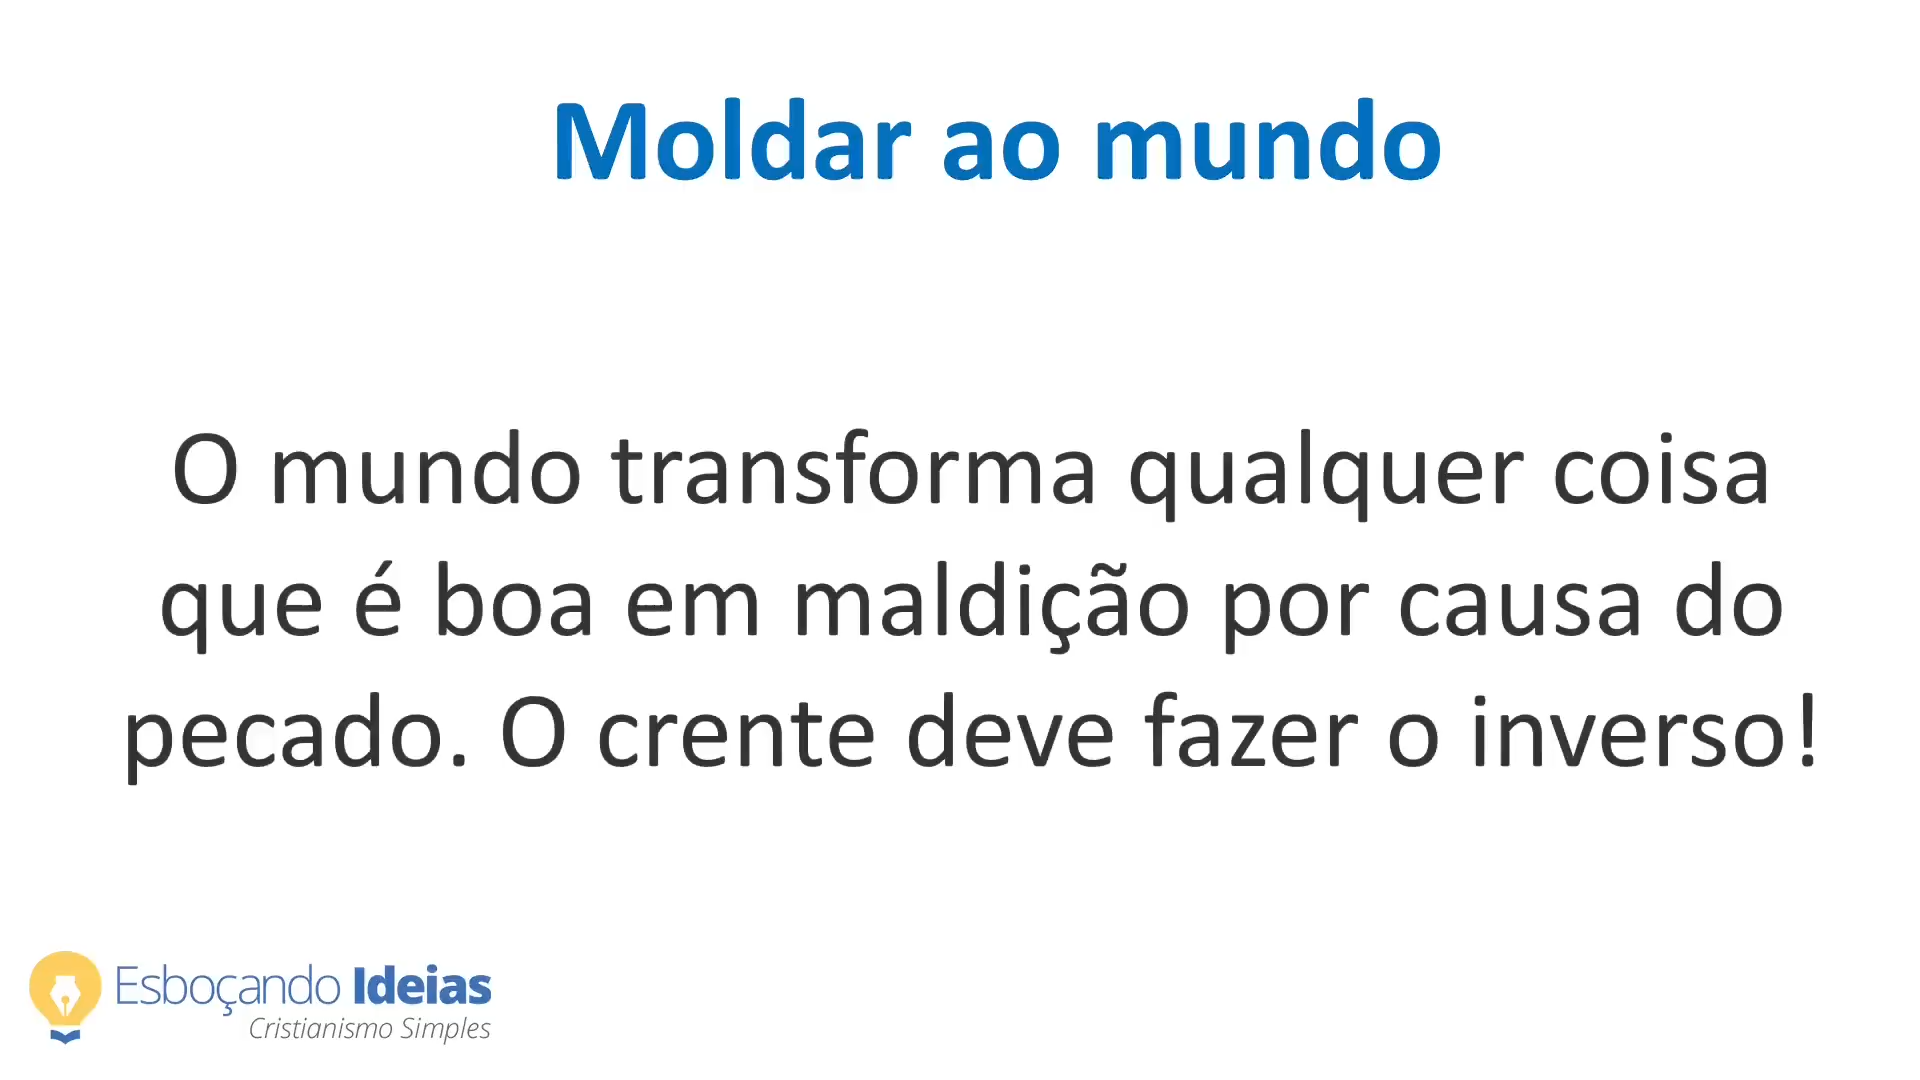 Moldar ao mundo
O mundo transforma qualquer coisa
que é boa em maldição por causa do
pecado. O crente deve fazer o inverso!
Esboçando Ideias
Cristianismo Simples